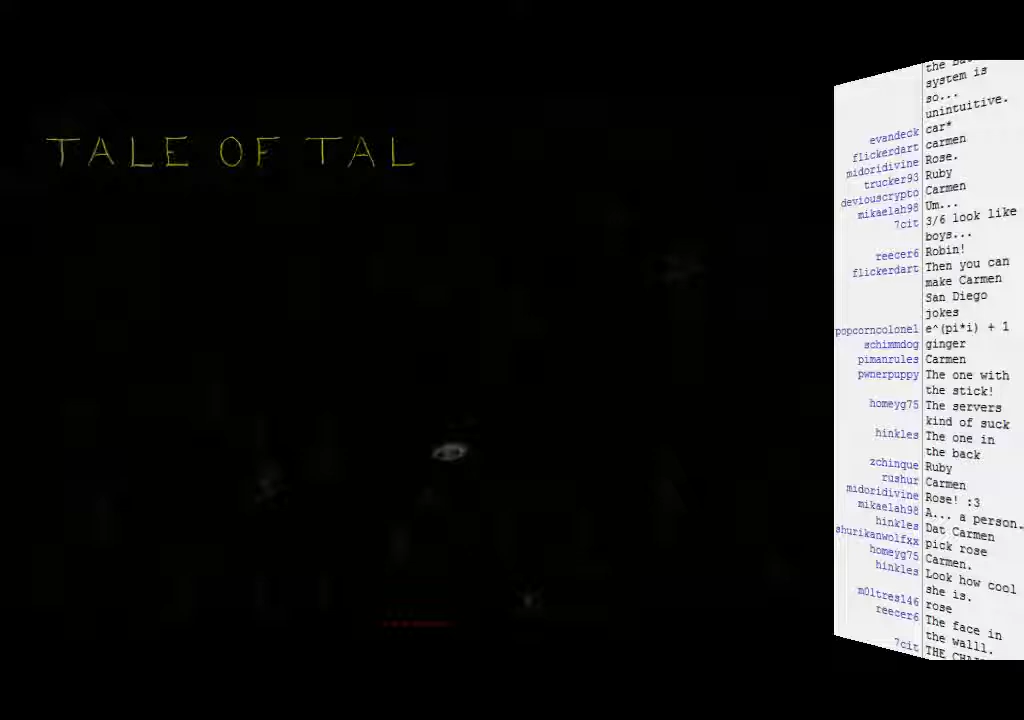 TALE OF TAL
system is
so...
unintuitive.
evandeck car*
flickerdart carmen
midoridivine Rose.
trucker93 Ruby
deviouscrypto Carmen
mikaelah98 Um...
7cit 3/6 look like
boys...
reecer6 Robin!
flickerdart Then you can
make Carmen
San Diego
jokes
popcorncolonel e^(pi*i) + 1
schimmdog ginger
pimanrules Carmen
pwnerpuppy The one with
the stick!
homeyg75 The servers
kind of suck
hinkles The one in
the back
zchinque Ruby
rushur Carmen
midoridivine Rose! :3
mikaelah98 A... a person.
hinkles Dat Carmen
shurikanwolfxx pick rose
homeyg75 Carmen.
hinkles Look how cool
she is.
m0ltres146 rose
reecer6 The face in
the walll.
7cit THE